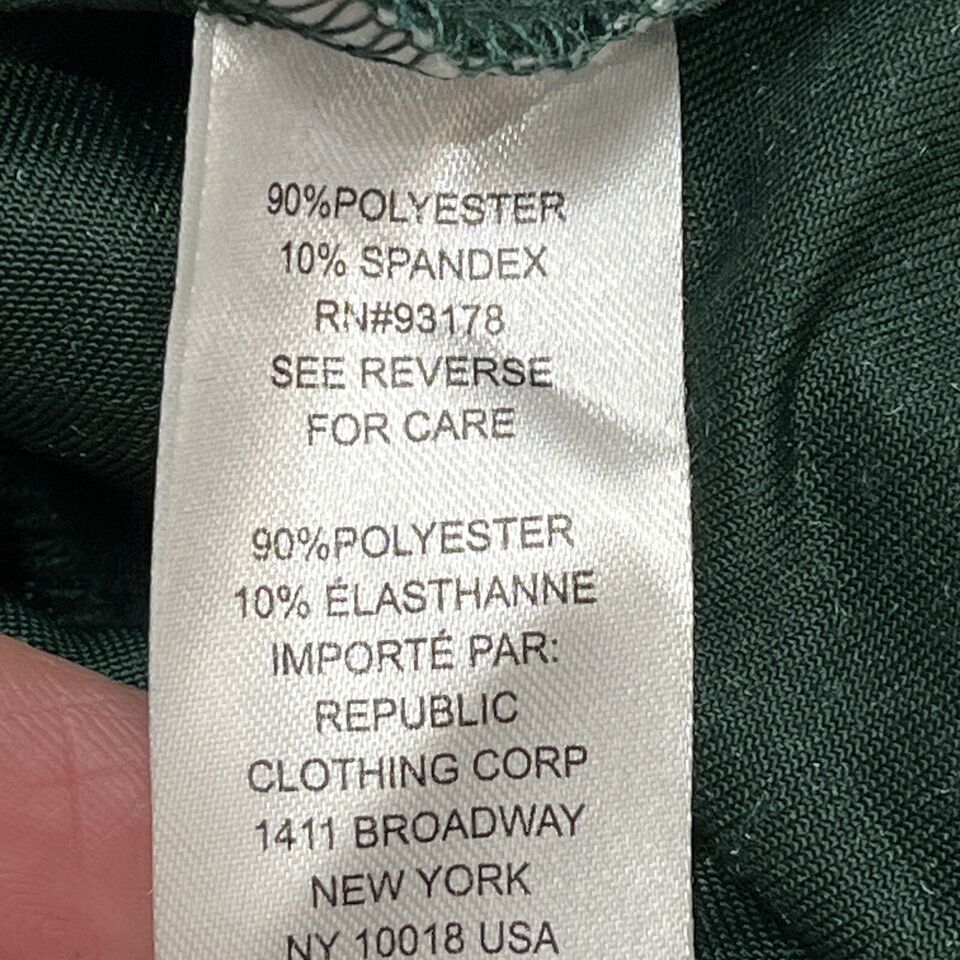 90%POLYESTER
10% SPANDEX
RN#93178
SEE REVERSE
FOR CARE
90%POLYESTER
10% ÉLASTHANNE
IMPORTÉ PAR:
REPUBLIC
CLOTHING CORP
1411 BROADWAY
NEW YORK
NY 10018 USA